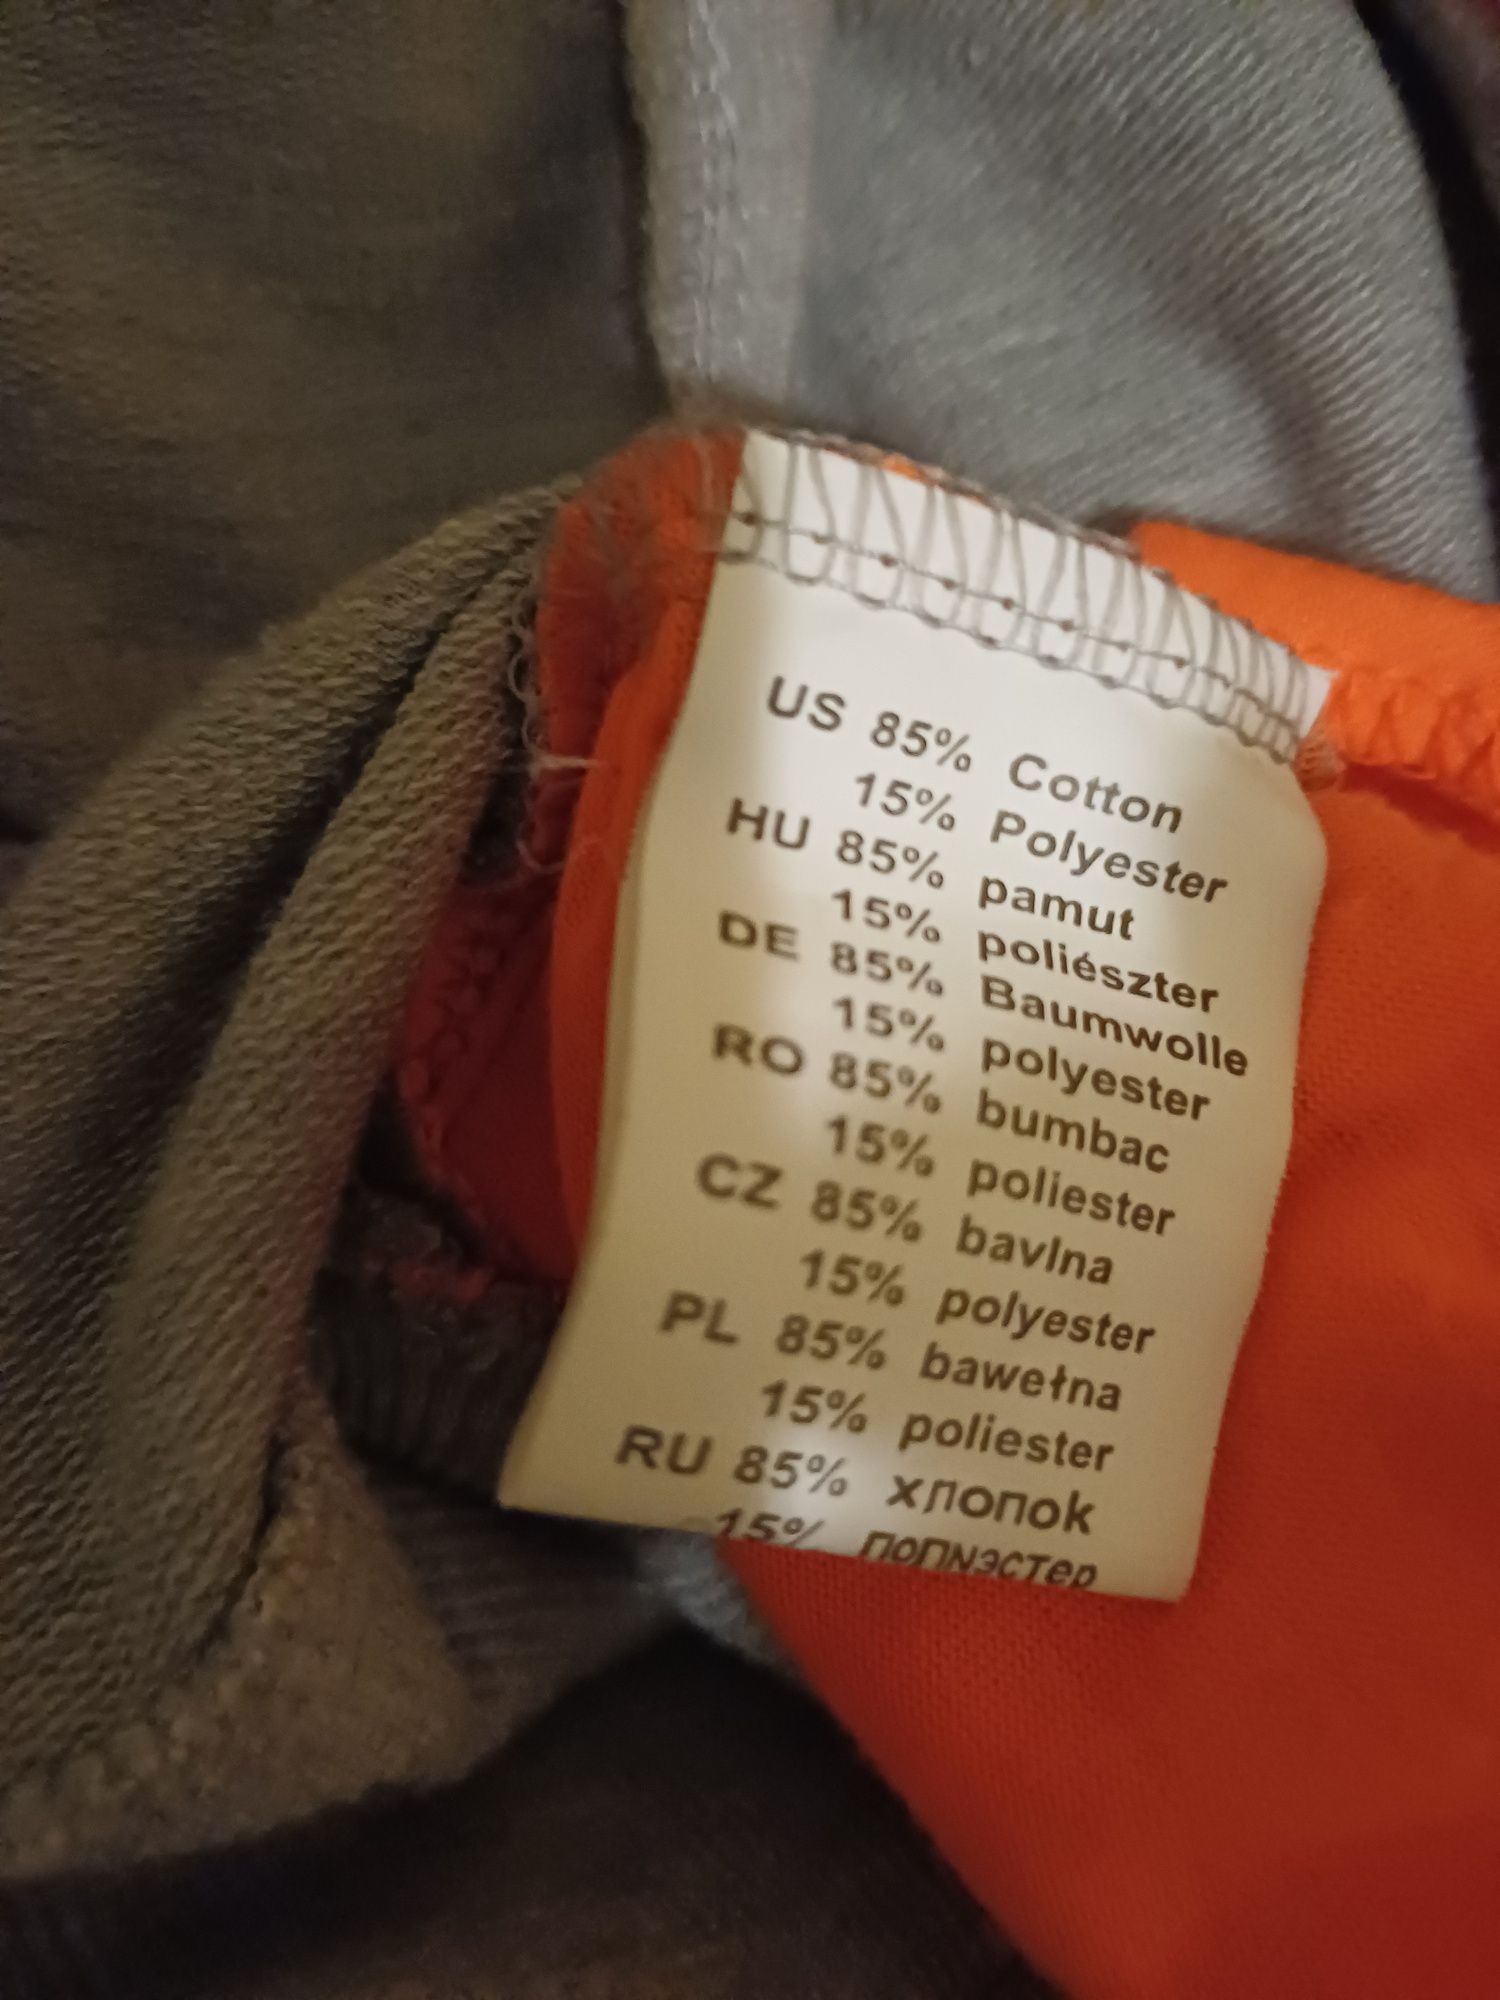 US 85% Cotton
15% Polyester
HU 85% pamut
15% poliészter
DE 85% Baumwolle
15% polyester
RO 85% bumbac
15% poliester
CZ 85% bavlna
15% polyester
PL 85% bawełna
15% poliester
RU 85% хлопок
15% попиэстер